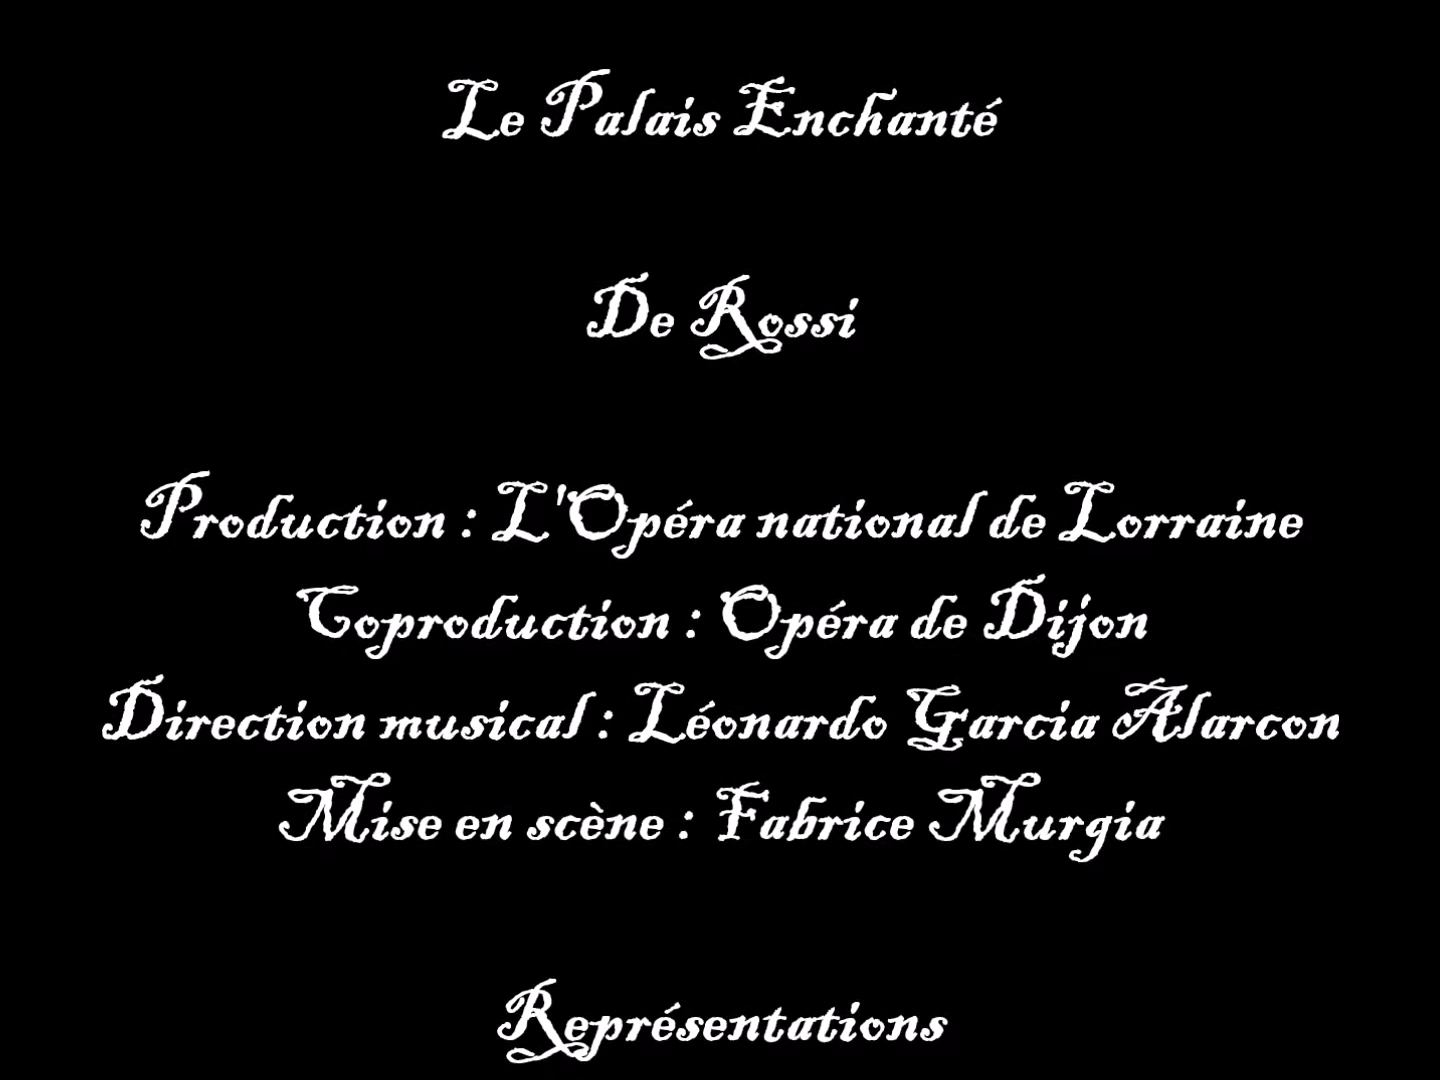 Le Palais Enchanté
De Rossi
Production : L'Opéra national de Lorraine
Coproduction : Opéra de Dijon
Direction musical : Léonardo Garcia Alarcon
Mise en scène : Fabrice Murgia
Représentations